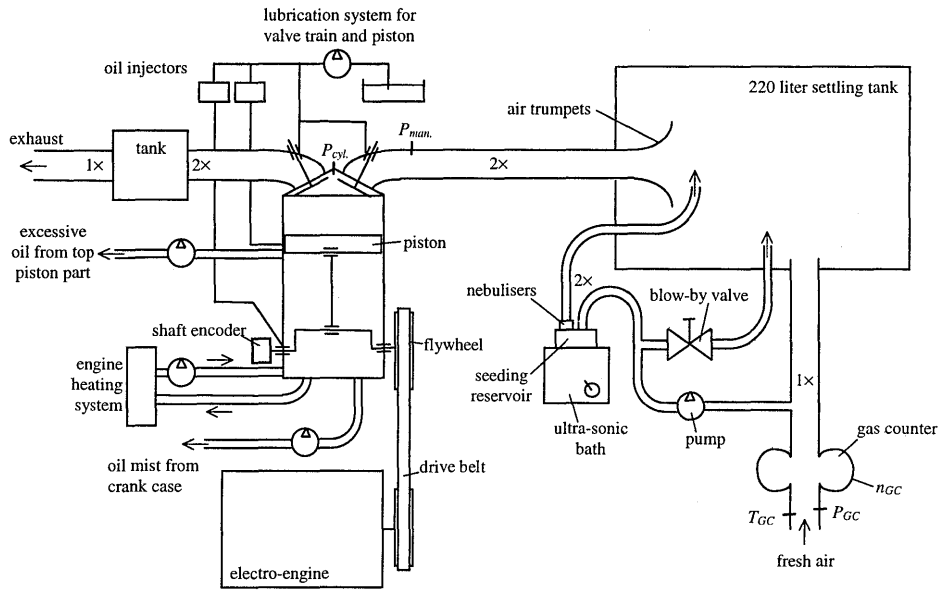 lubrication system for
valve train and piston
oil injectors
220 liter settling tank
air trumpets
P_man.
exhaust
tank
P_cyl.
1×
2×
2×
excessive
oil from top
piston part
piston
2×
nebulisers
blow-by valve
shaft encoder
flywheel
engine
heating
system
seeding
reservoir
1×
ultra-sonic
bath
pump
gas counter
oil mist from
crank case
drive belt
n_GC
T_GC
P_GC
fresh air
electro-engine